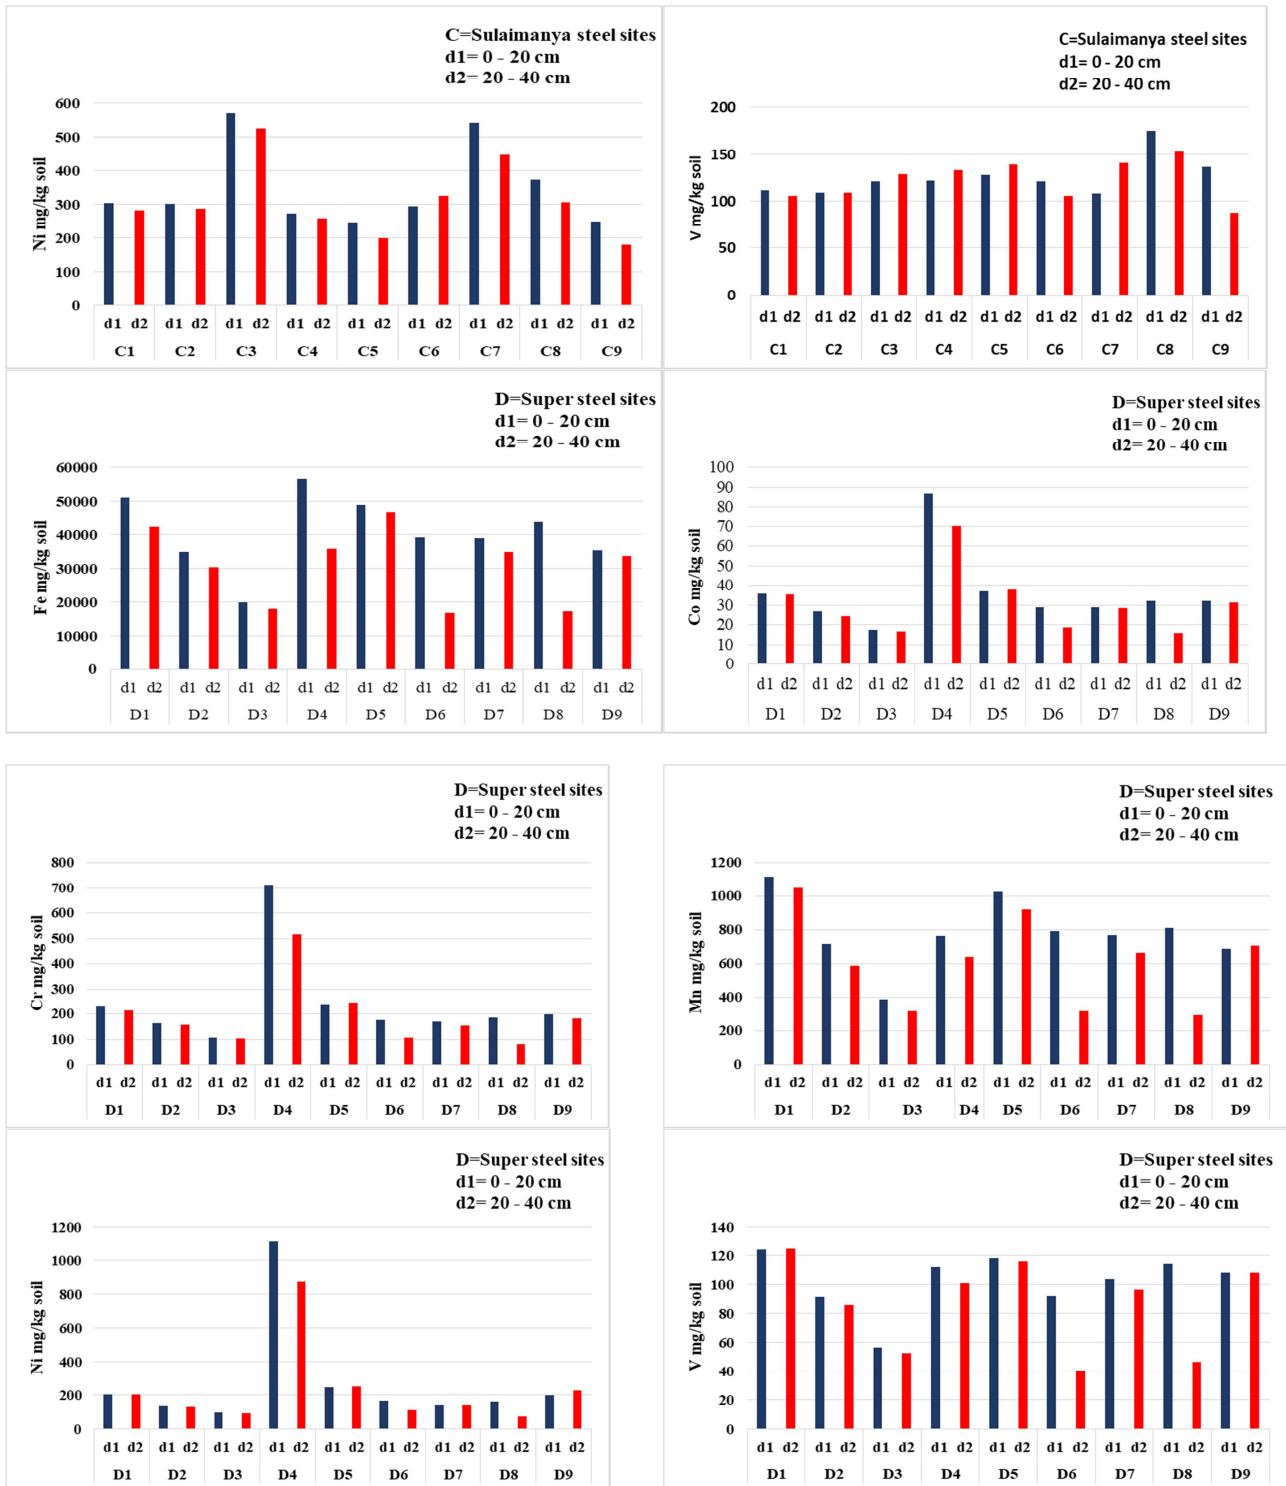 C=Sulaimanya steel sites
d1= 0 - 20 cm
d2= 20 - 40 cm
Ni mg/kg soil
600
500
400
300
200
100
0
d1 d2 d1 d2 d1 d2 d1 d2 d1 d2 d1 d2 d1 d2 d1 d2 d1 d2
C1 C2 C3 C4 C5 C6 C7 C8 C9
C=Sulaimanya steel sites
d1= 0 - 20 cm
d2= 20 - 40 cm
V mg/kg soil
200
150
100
50
0
d1 d2 d1 d2 d1 d2 d1 d2 d1 d2 d1 d2 d1 d2 d1 d2 d1 d2
C1 C2 C3 C4 C5 C6 C7 C8 C9
D=Super steel sites
d1= 0 - 20 cm
d2= 20 - 40 cm
Fe mg/kg soil
60000
50000
40000
30000
20000
10000
0
d1 d2 d1 d2 d1 d2 d1 d2 d1 d2 d1 d2 d1 d2 d1 d2 d1 d2
D1 D2 D3 D4 D5 D6 D7 D8 D9
D=Super steel sites
d1= 0 - 20 cm
d2= 20 - 40 cm
Co mg/kg soil
100
90
80
70
60
50
40
30
20
10
0
d1 d2 d1 d2 d1 d2 d1 d2 d1 d2 d1 d2 d1 d2 d1 d2 d1 d2
D1 D2 D3 D4 D5 D6 D7 D8 D9
D=Super steel sites
d1= 0 - 20 cm
d2= 20 - 40 cm
Cr mg/kg soil
800
700
600
500
400
300
200
100
0
d1 d2 d1 d2 d1 d2 d1 d2 d1 d2 d1 d2 d1 d2 d1 d2 d1 d2
D1 D2 D3 D4 D5 D6 D7 D8 D9
D=Super steel sites
d1= 0 - 20 cm
d2= 20 - 40 cm
Mn mg/kg soil
1200
1000
800
600
400
200
0
d1 d2 d1 d2 d1 d2 d1 d2 d1 d2 d1 d2 d1 d2 d1 d2 d1 d2
D1 D2 D3 D4 D5 D6 D7 D8 D9
D=Super steel sites
d1= 0 - 20 cm
d2= 20 - 40 cm
Ni mg/kg soil
1200
1000
800
600
400
200
0
d1 d2 d1 d2 d1 d2 d1 d2 d1 d2 d1 d2 d1 d2 d1 d2 d1 d2
D1 D2 D3 D4 D5 D6 D7 D8 D9
D=Super steel sites
d1= 0 - 20 cm
d2= 20 - 40 cm
V mg/kg soil
140
120
100
80
60
40
20
0
d1 d2 d1 d2 d1 d2 d1 d2 d1 d2 d1 d2 d1 d2 d1 d2 d1 d2
D1 D2 D3 D4 D5 D6 D7 D8 D9